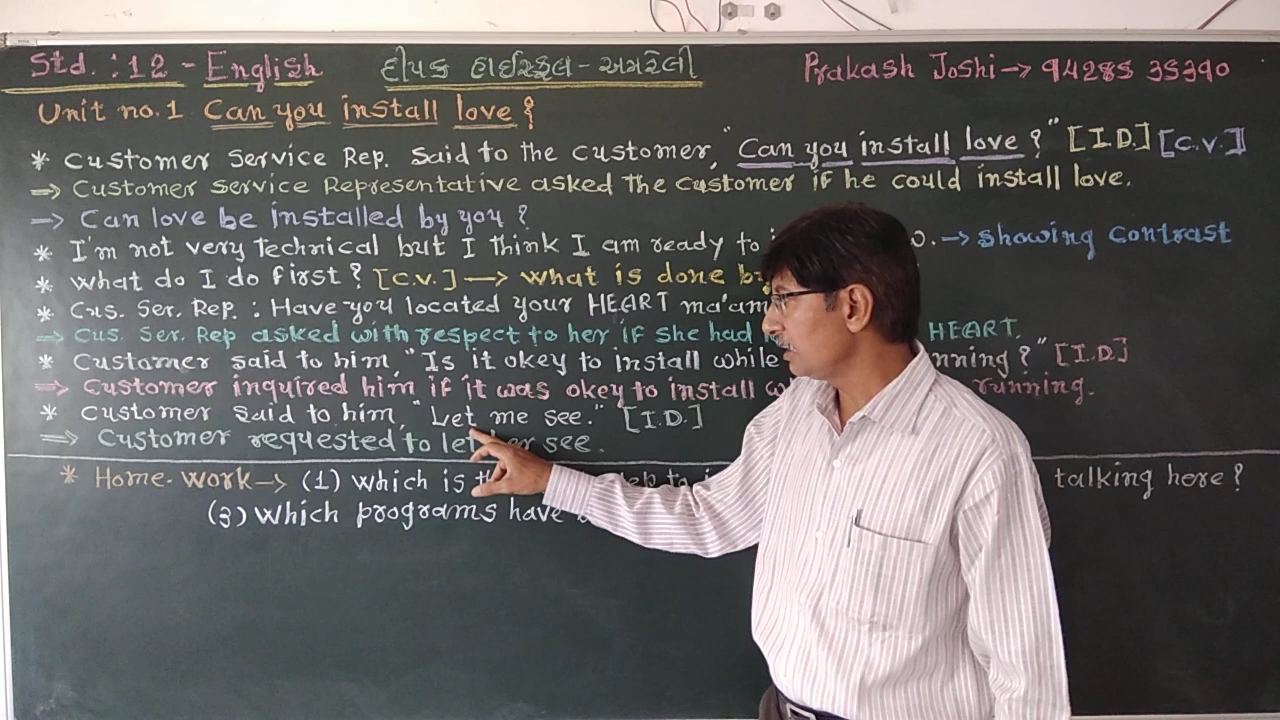 Std. : 12 - English દીપક હાઈસ્કૂલ - અમરેલી Prakash Joshi → 94285 35390
Unit no. 1 Can you install love ?
* Customer Service Rep. said to the customer, "Can you install love ?" [I.D.] [C.V.]
⇒ Customer service Representative asked the customer if he could install love.
⇒ Can love be installed by you ?
* I'm not very technical but I think I am ready to → showing contrast
* What do I do first ? [C.V.] → What is done by
* Cus. Ser. Rep. : Have you located your HEART ma'am
⇒ Cus. Ser. Rep asked with respect to her if she had HEART.
* Customer said to him, "Is it okey to install while running ?" [I.D.]
⇒ Customer inquired him if it was okey to install running.
* Customer said to him, "Let me see." [I.D.]
⇒ Customer requested to let her see.
* Home-work → (1) Which is talking here ?
(3) Which programs have